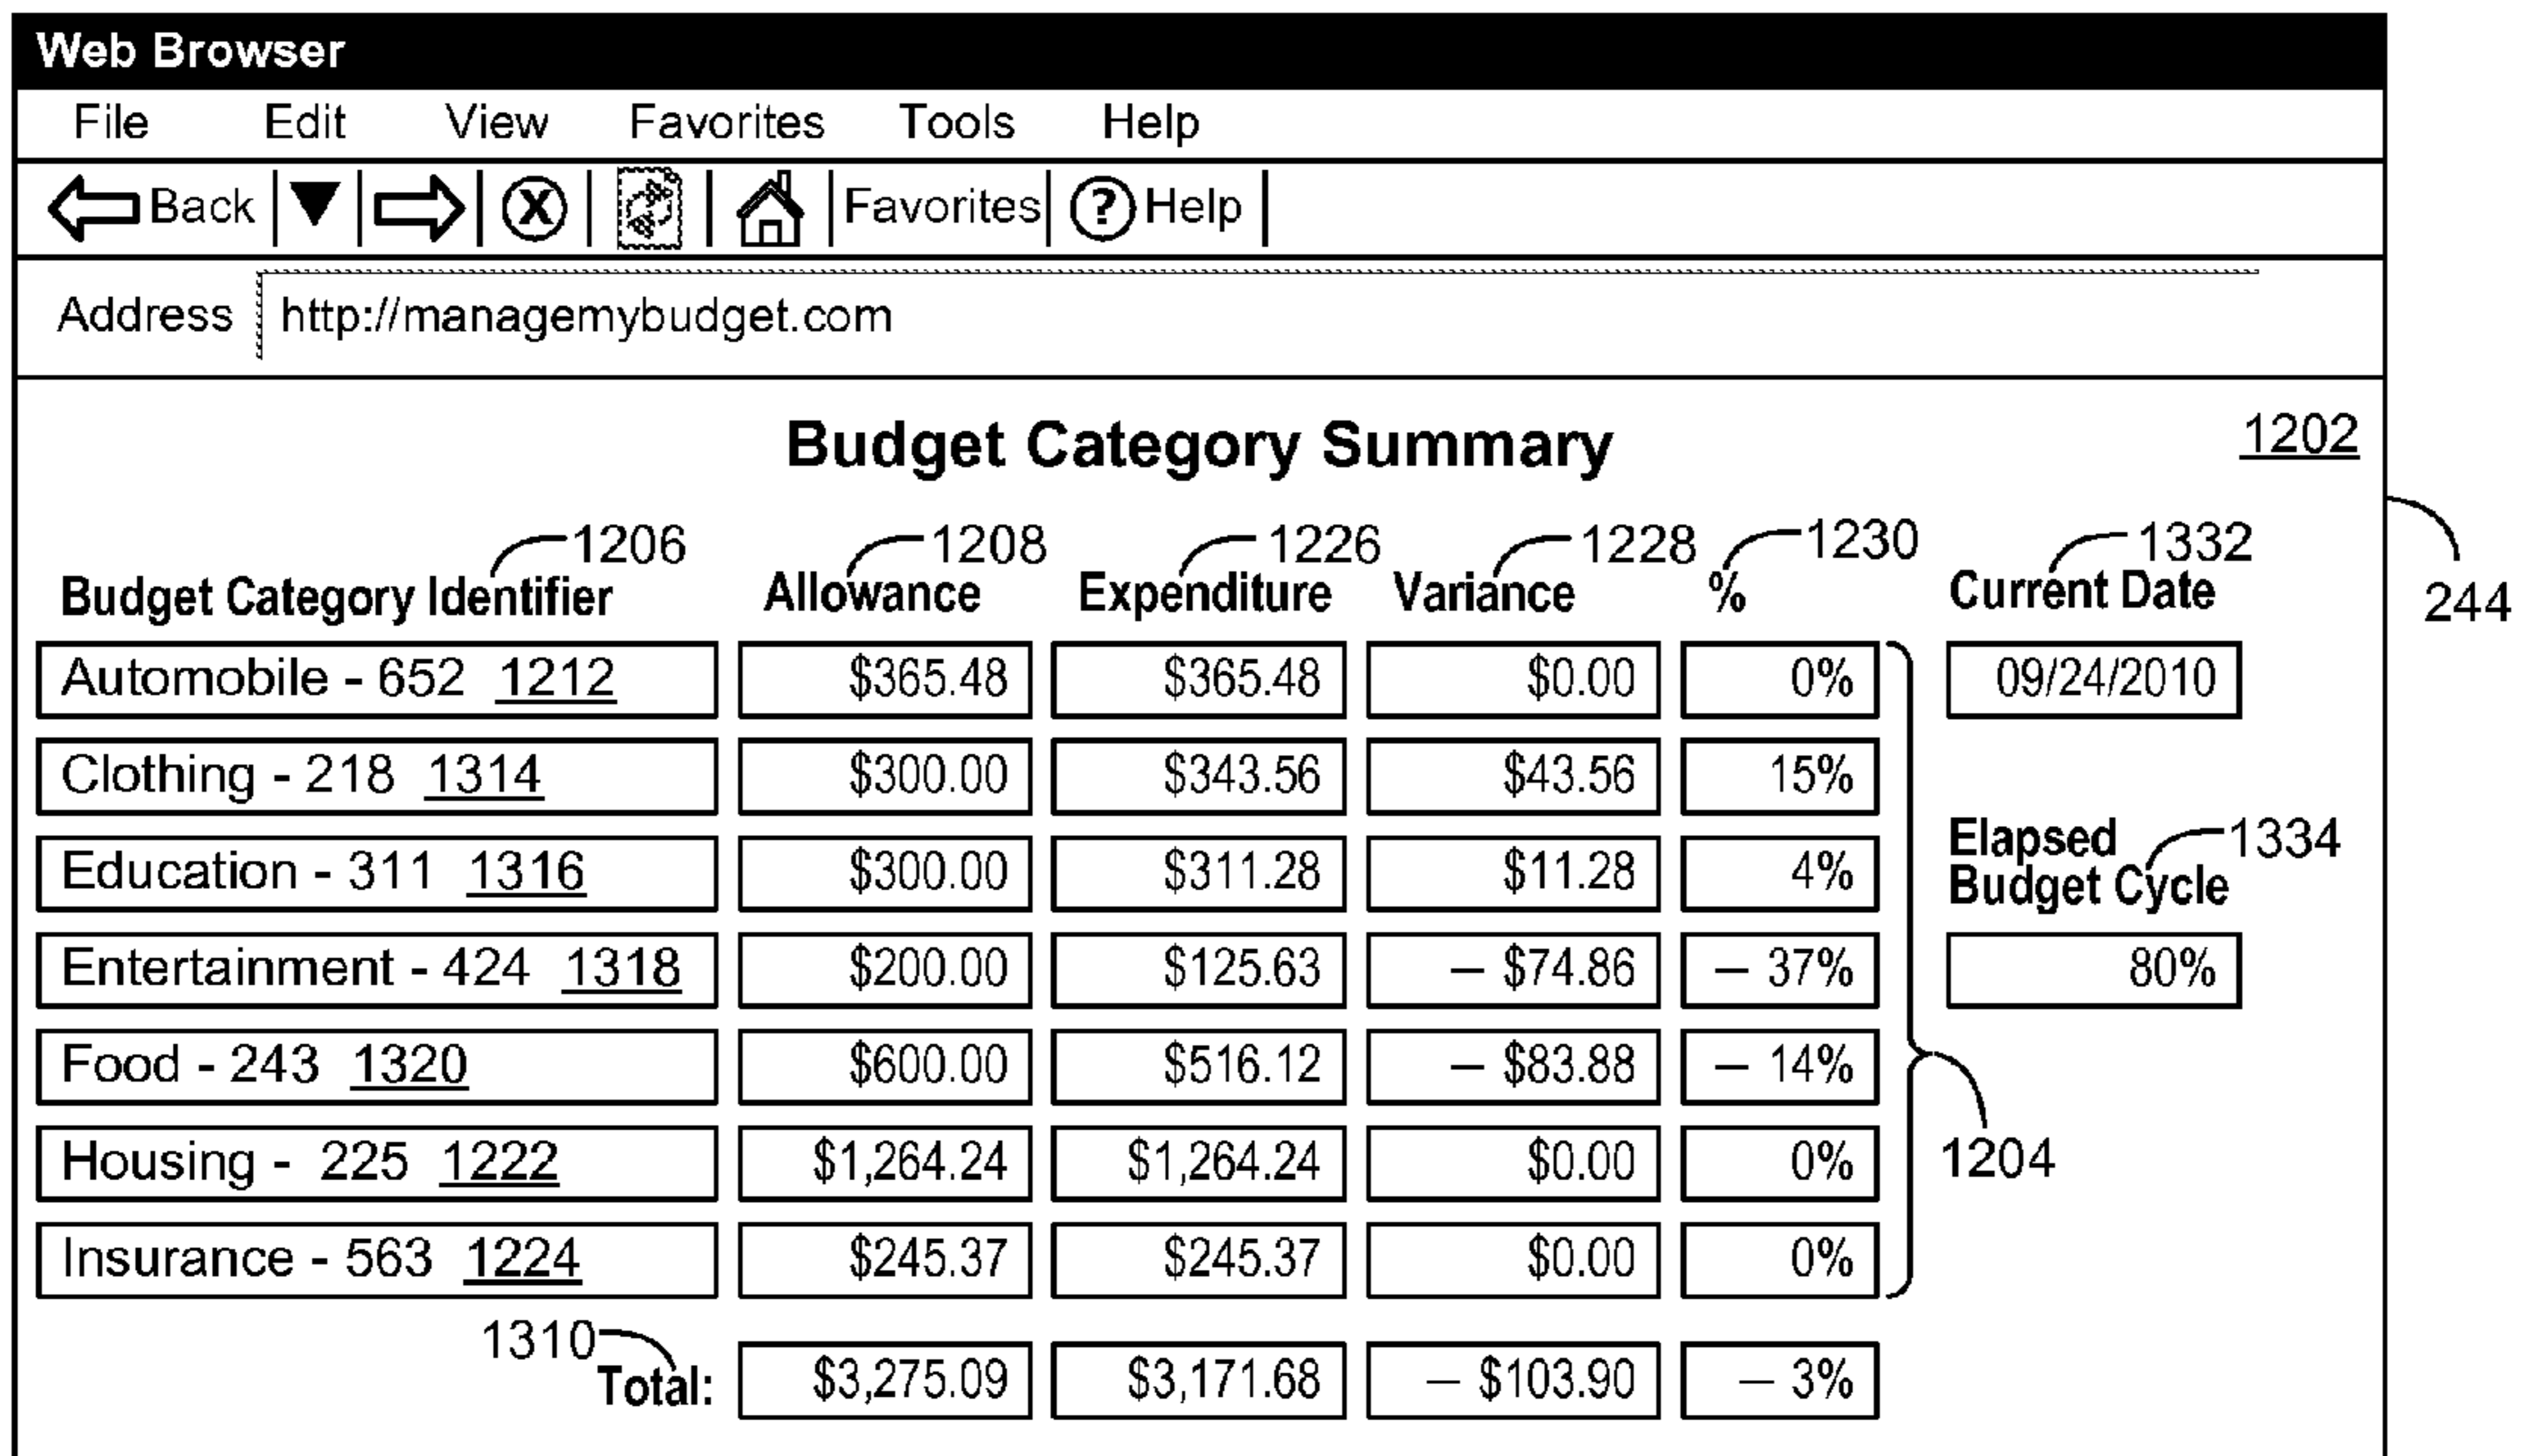 Web Browser
File Edit View Favorites Tools Help
Back Favorites ? Help
Address http://managemybudget.com
Budget Category Summary 1202
1206 1208 1226 1228 1230 1332
Budget Category Identifier Allowance Expenditure Variance % Current Date
244
Automobile - 652 1212 $365.48 $365.48 $0.00 0% 09/24/2010
Clothing - 218 1314 $300.00 $343.56 $43.56 15%
Elapsed 1334
Budget Cycle
Education - 311 1316 $300.00 $311.28 $11.28 4%
Entertainment - 424 1318 $200.00 $125.63 – $74.86 – 37% 80%
Food - 243 1320 $600.00 $516.12 – $83.88 – 14%
Housing - 225 1222 $1,264.24 $1,264.24 $0.00 0% 1204
Insurance - 563 1224 $245.37 $245.37 $0.00 0%
1310
Total: $3,275.09 $3,171.68 – $103.90 – 3%